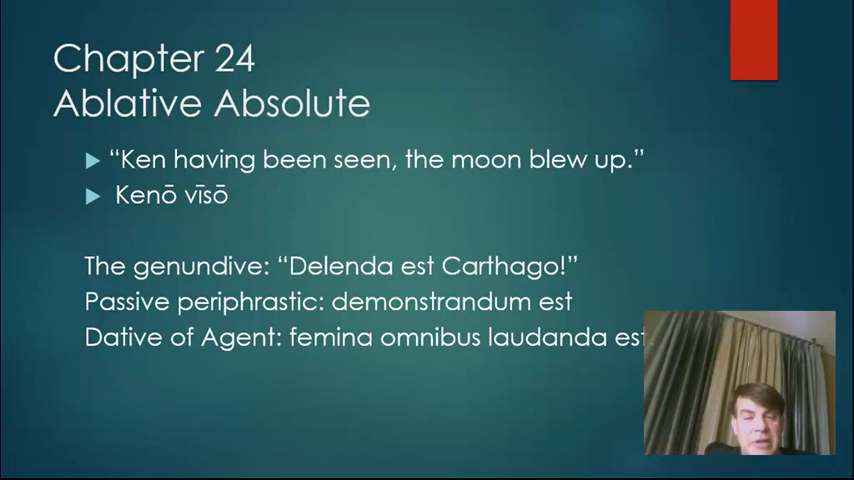 Chapter 24
Ablative Absolute
“Ken having been seen, the moon blew up.”
Kenō vīsō
The genundive: “Delenda est Carthago!”
Passive periphrastic: demonstrandum est
Dative of Agent: femina omnibus laudanda est.